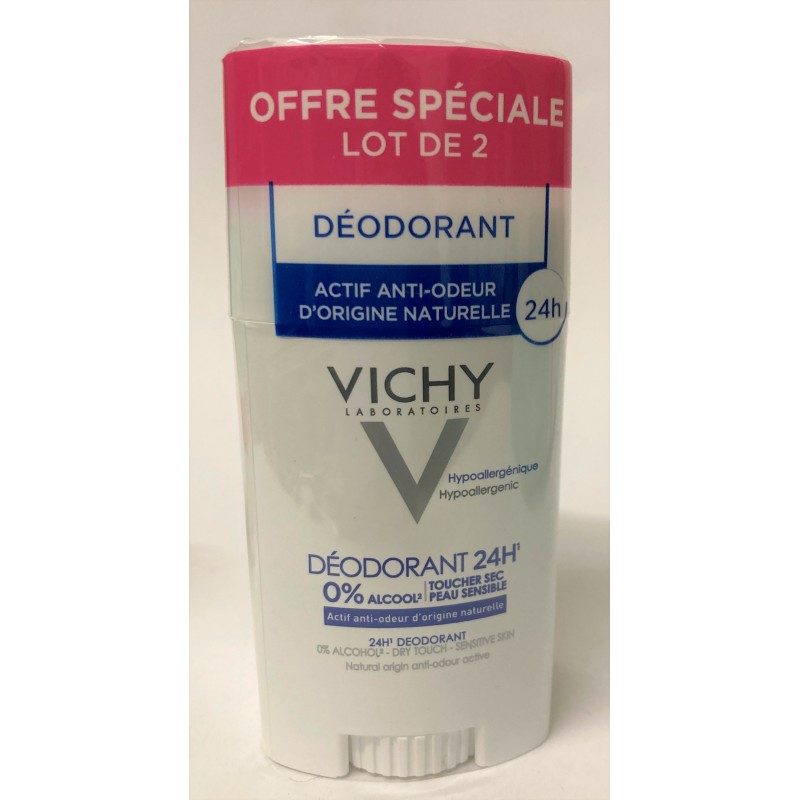 OFFRE SPÉCIALE
LOT DE 2
DÉODORANT
ACTIF ANTI-ODEUR
D'ORIGINE NATURELLE
24h
VICHY
LABORATOIRES
V
Hypoallergénique
Hypoallergenic
DÉODORANT 24H¹
0% ALCOOL² | TOUCHER SEC
PEAU SENSIBLE
Actif anti-odeur d'origine naturelle
24H¹ DEODORANT
0% ALCOHOL² - DRY TOUCH - SENSITIVE SKIN
Natural origin anti-odour active